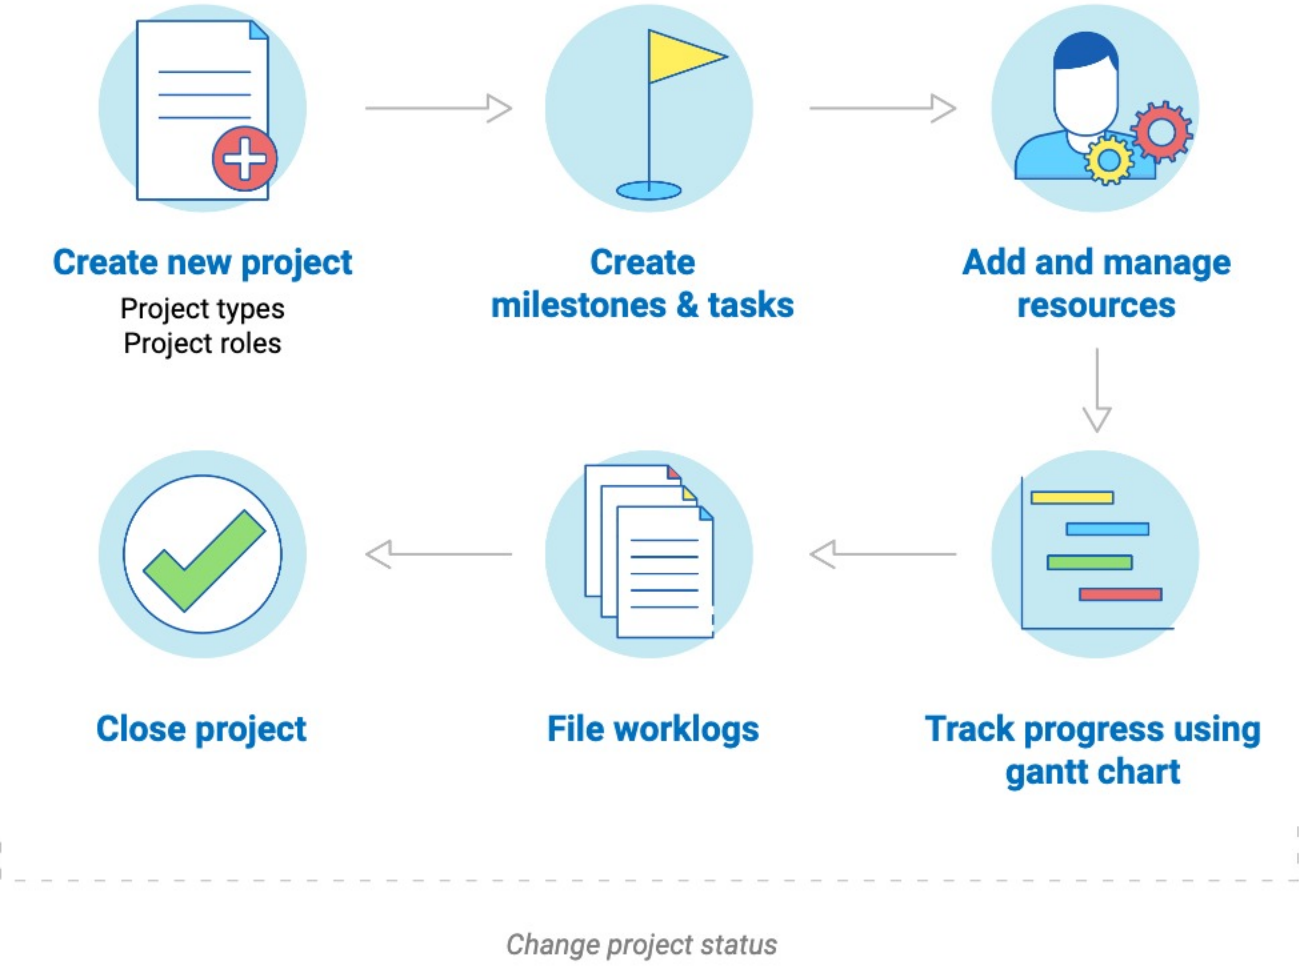 Create new project
Project types
Project roles
Create
milestones & tasks
Add and manage
resources
Close project
File worklogs
Track progress using
gantt chart
Change project status